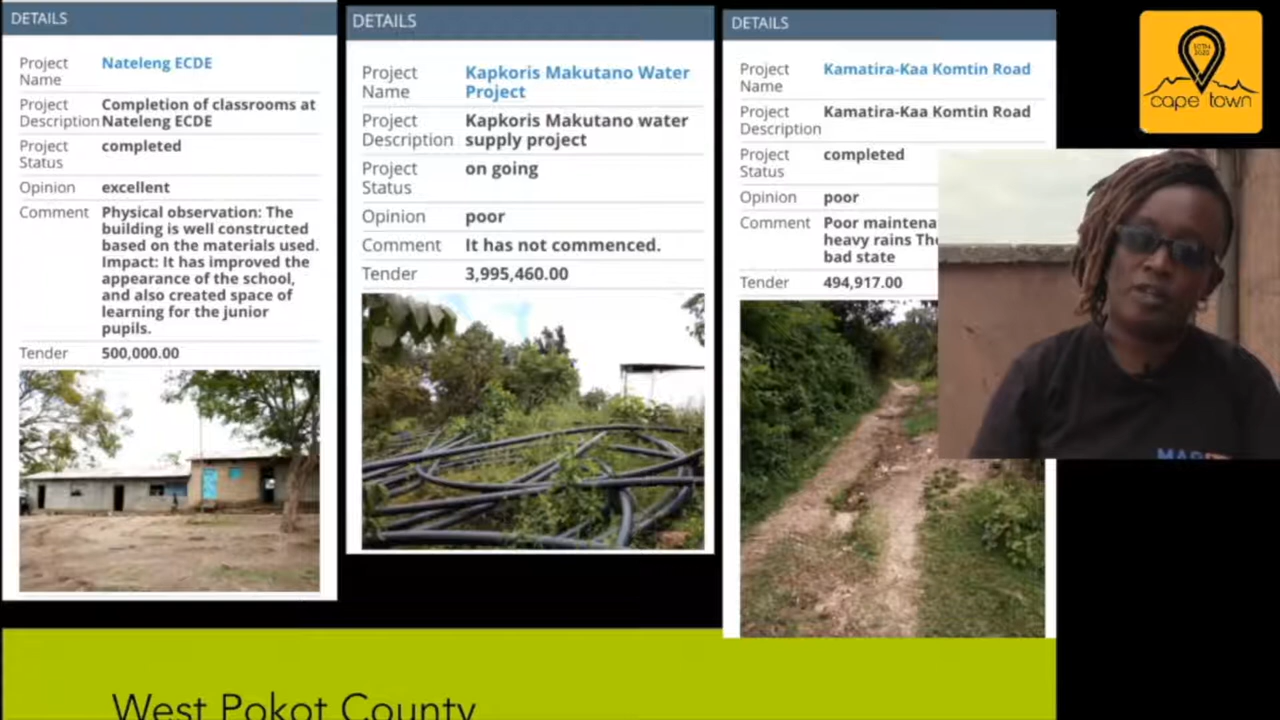 DETAILS
Project Name
Nateleng ECDE
Project Description
Completion of classrooms at
Nateleng ECDE
Project Status
completed
Opinion
excellent
Comment
Physical observation: The
building is well constructed
based on the materials used.
Impact: It has improved the
appearance of the school,
and also created space of
learning for the junior
pupils.
Tender
500,000.00
DETAILS
Project Name
Kapkoris Makutano Water
Project
Project Description
Kapkoris Makutano water
supply project
Project Status
on going
Opinion
poor
Comment
It has not commenced.
Tender
3,995,460.00
DETAILS
Project Name
Kamatira-Kaa Komtin Road
Project Description
Kamatira-Kaa Komtin Road
Project Status
completed
Opinion
poor
Comment
Poor maintena
heavy rains The
bad state
Tender
494,917.00
West Pokot County
cape town